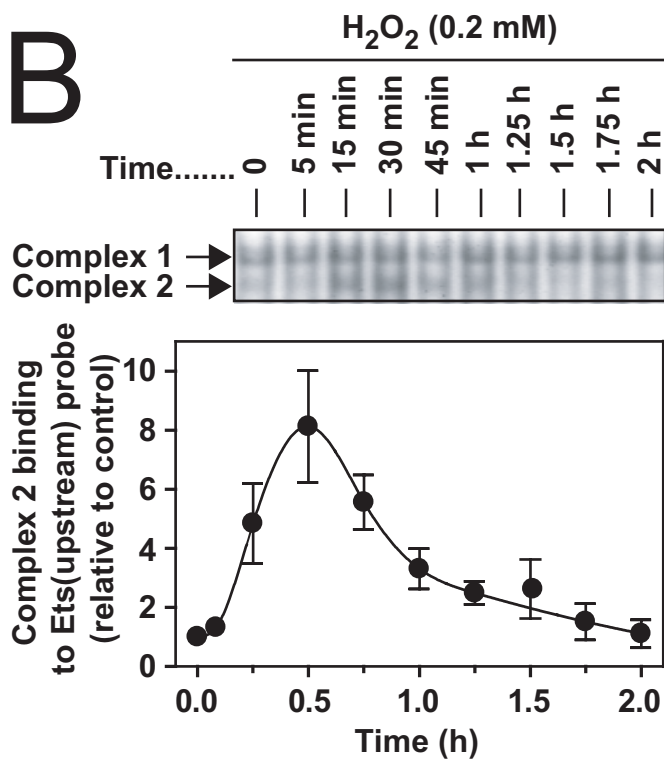 B
H₂O₂ (0.2 mM)
Time....... 0 5 min 15 min 30 min 45 min 1 h 1.25 h 1.5 h 1.75 h 2 h
Complex 1
Complex 2
Complex 2 binding
to Ets(upstream) probe
(relative to control)
10
8
6
4
2
0
0.0 0.5 1.0 1.5 2.0
Time (h)